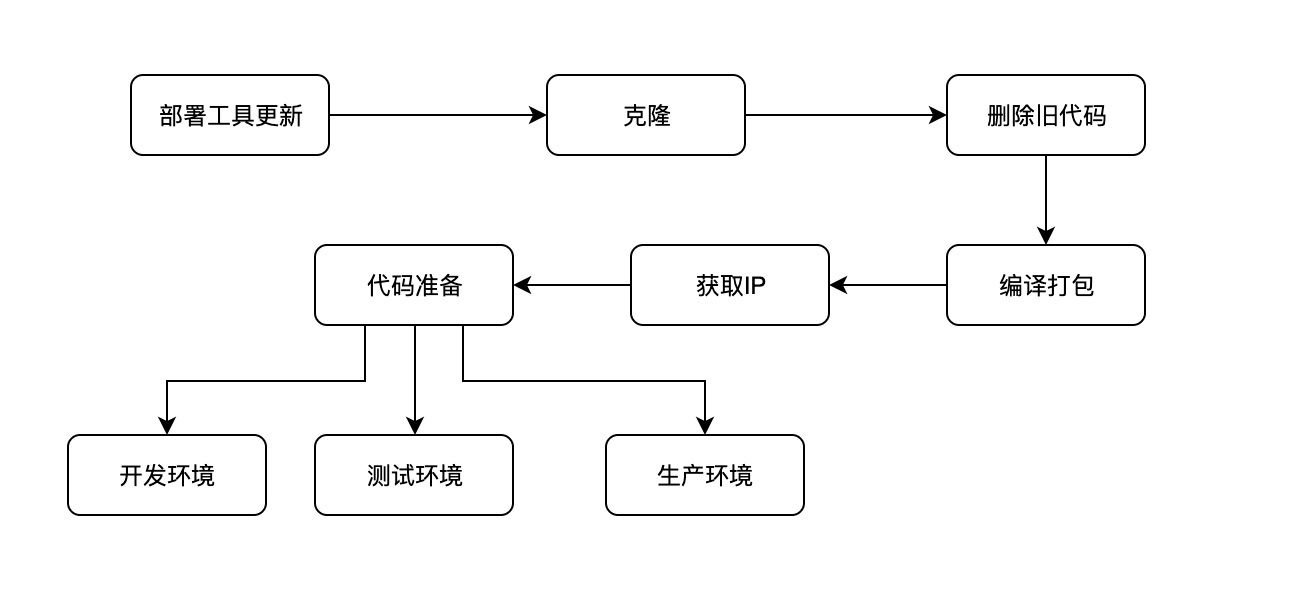 部署工具更新
克隆
删除旧代码
代码准备
获取IP
编译打包
开发环境
测试环境
生产环境